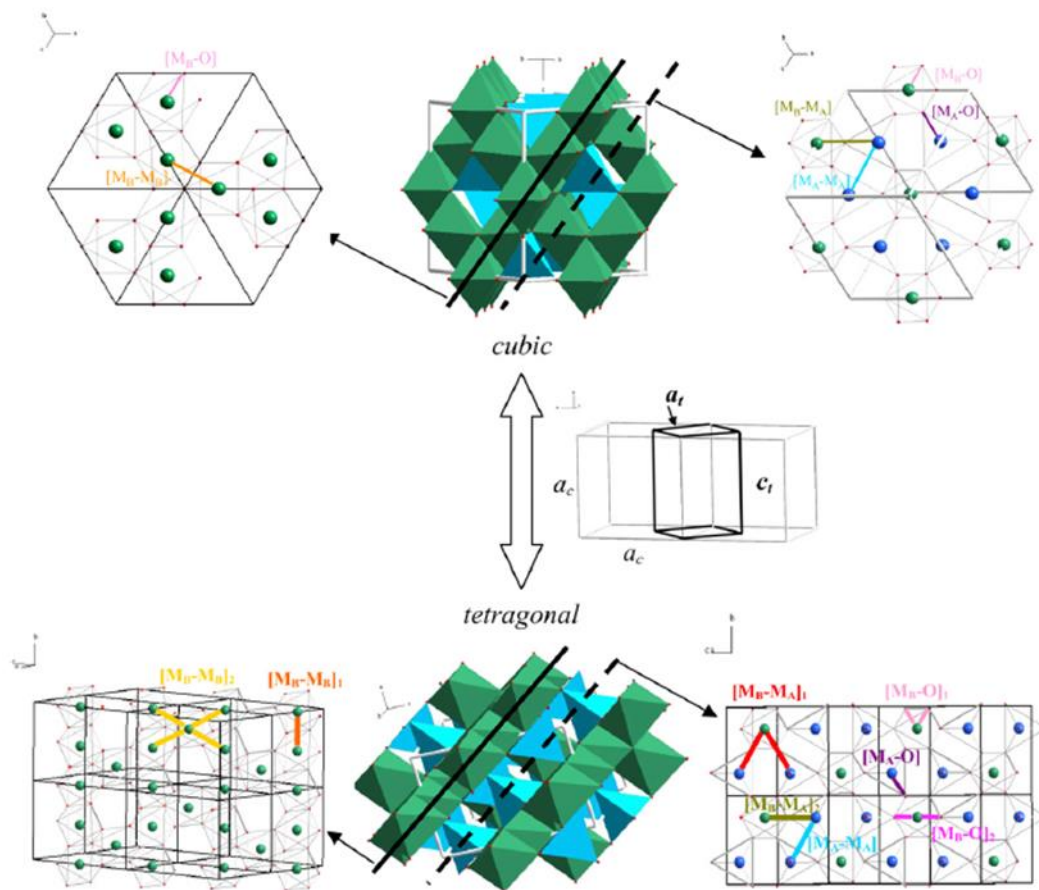 [M_B-O]
[M_B-M_B]
[M_B-O]
[M_B-M_A]
[M_A-O]
[M_A-M_A]
cubic
a_t
a_c
c_t
a_c
tetragonal
[M_B-M_B]_2
[M_B-M_B]_1
[M_B-M_A]_1
[M_B-O]_1
[M_A-O]
[M_B-M_A]_2
[M_B-O]_2
[M_A-M_A]